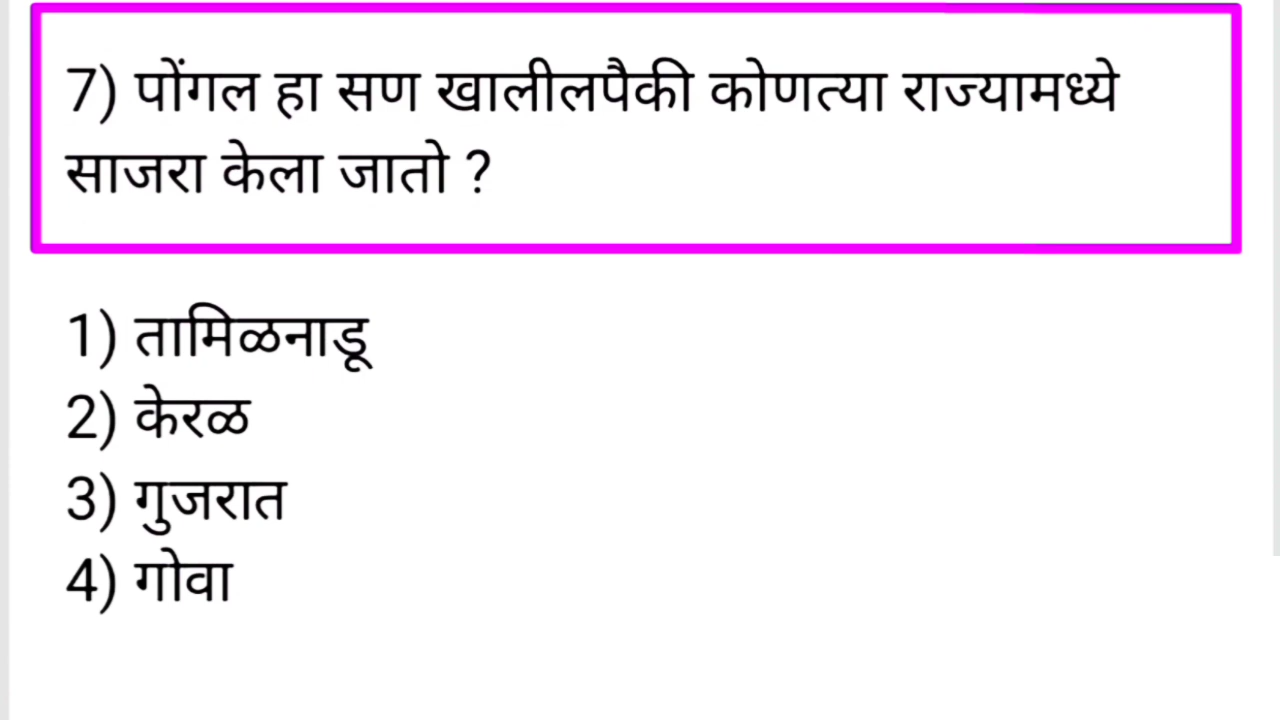 7) पोंगल हा सण खालीलपैकी कोणत्या राज्यामध्ये
साजरा केला जातो ?
1) तामिळनाडू
2) केरळ
3) गुजरात
4) गोवा